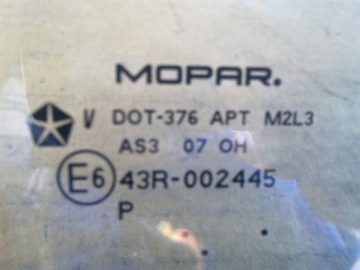 MOPAR.
V DOT-376 APT M2L3
AS3 07 OH
E6 43R-002445
P